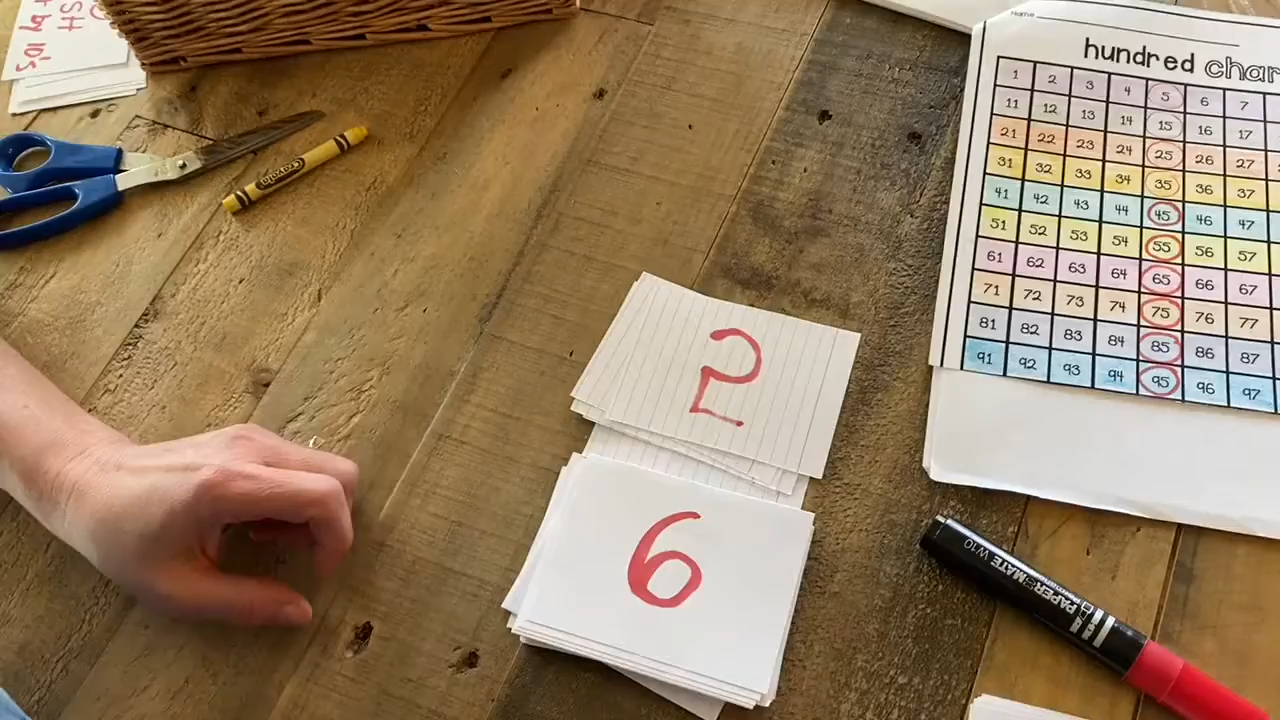 SH
by 10's
Crayola
2
6
Name
hundred char
1 2 3 4 5 6 7
11 12 13 14 15 16 17
21 22 23 24 25 26 27
31 32 33 34 35 36 37
41 42 43 44 45 46 47
51 52 53 54 55 56 57
61 62 63 64 65 66 67
71 72 73 74 75 76 77
81 82 83 84 85 86 87
91 92 93 94 95 96 97
PAPER MATE W10